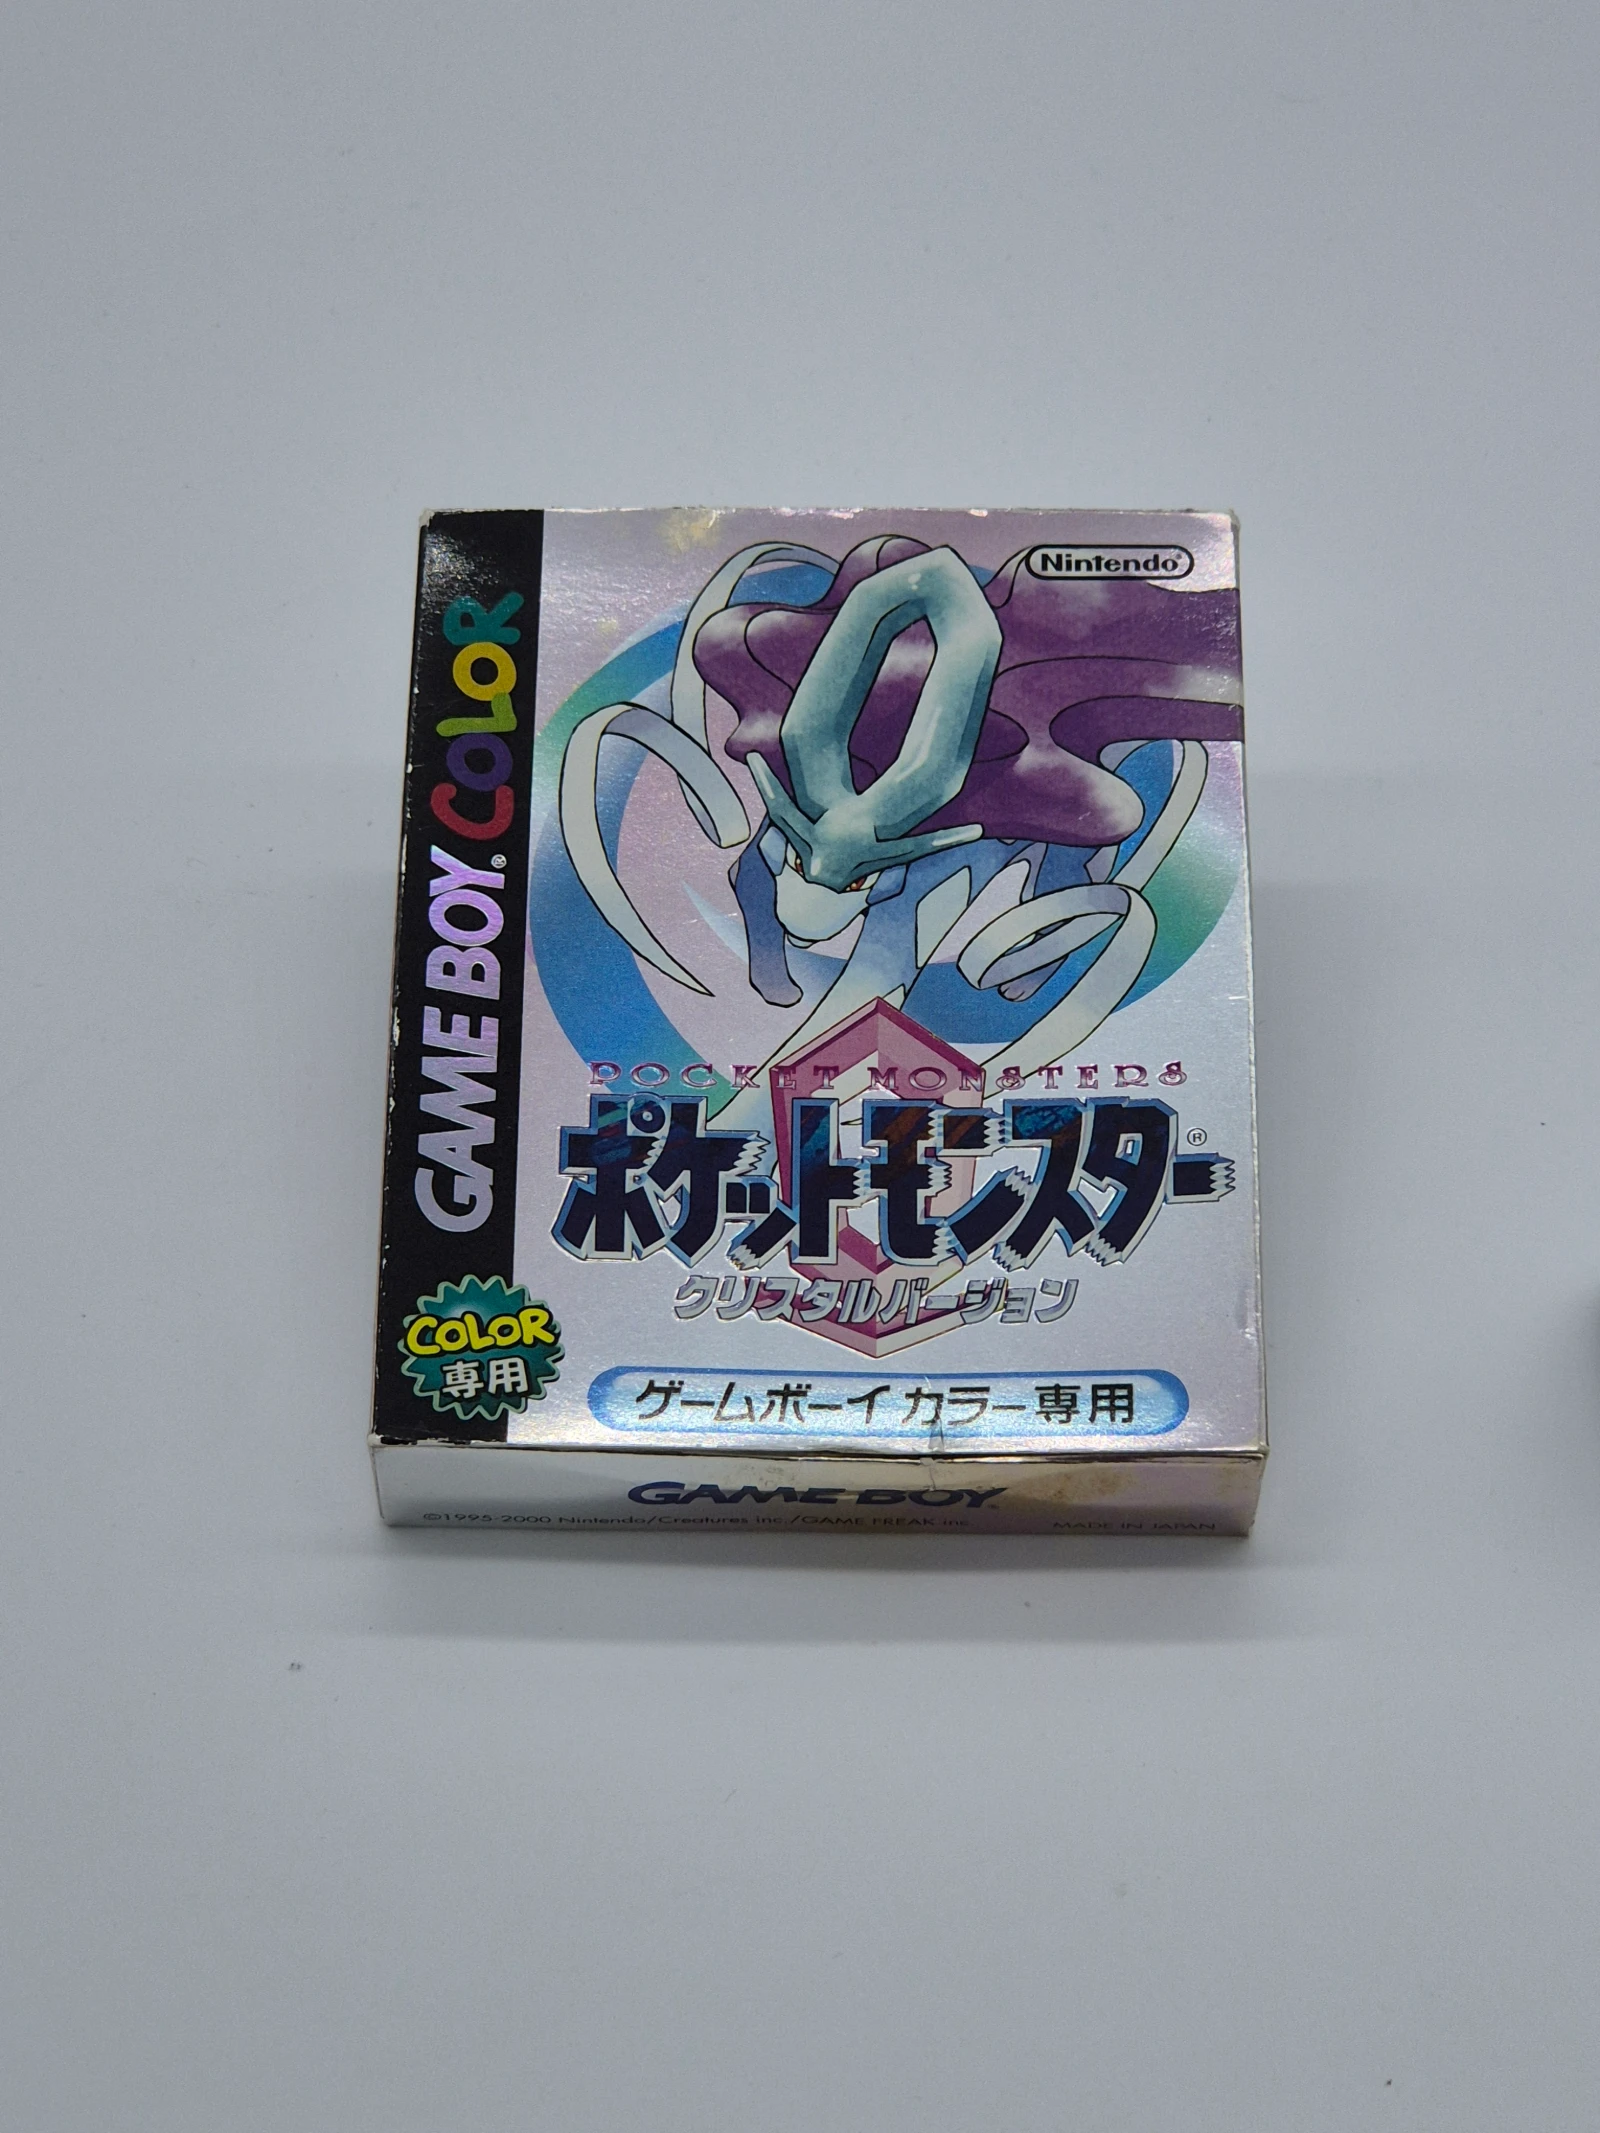 Nintendo®
GAME BOY® COLOR
POCKET MONSTERS
ポケットモンスター®
クリスタルバージョン
COLOR
専用
ゲームボーイカラー専用
GAME BOY®
©1995-2000 Nintendo/Creatures inc./GAME FREAK inc.
MADE IN JAPAN